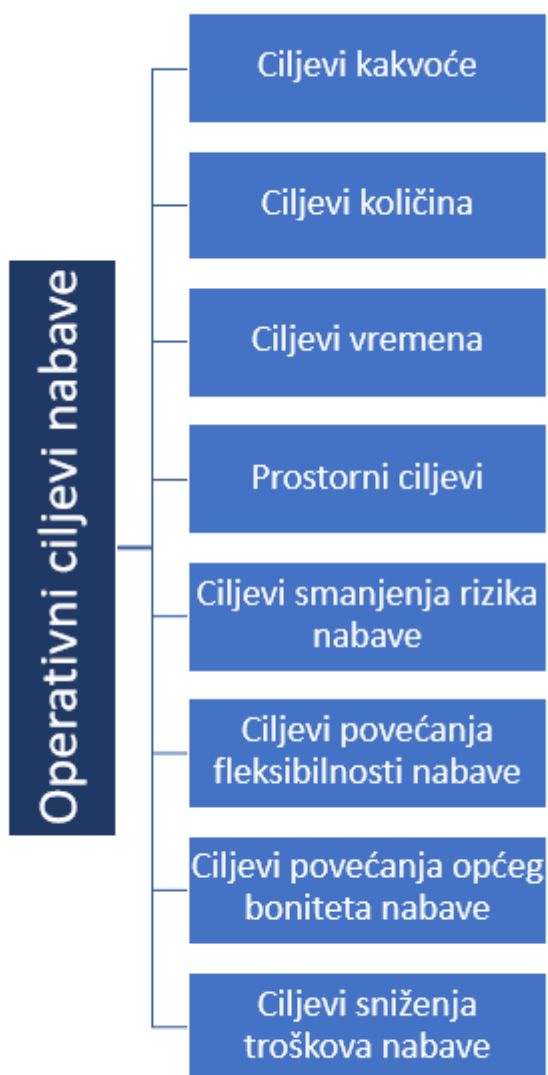 Operativni ciljevi nabave
Ciljevi kakvoće
Ciljevi količina
Ciljevi vremena
Prostorni ciljevi
Ciljevi smanjenja rizika
nabave
Ciljevi povećanja
fleksibilnosti nabave
Ciljevi povećanja općeg
boniteta nabave
Ciljevi sniženja
troškova nabave